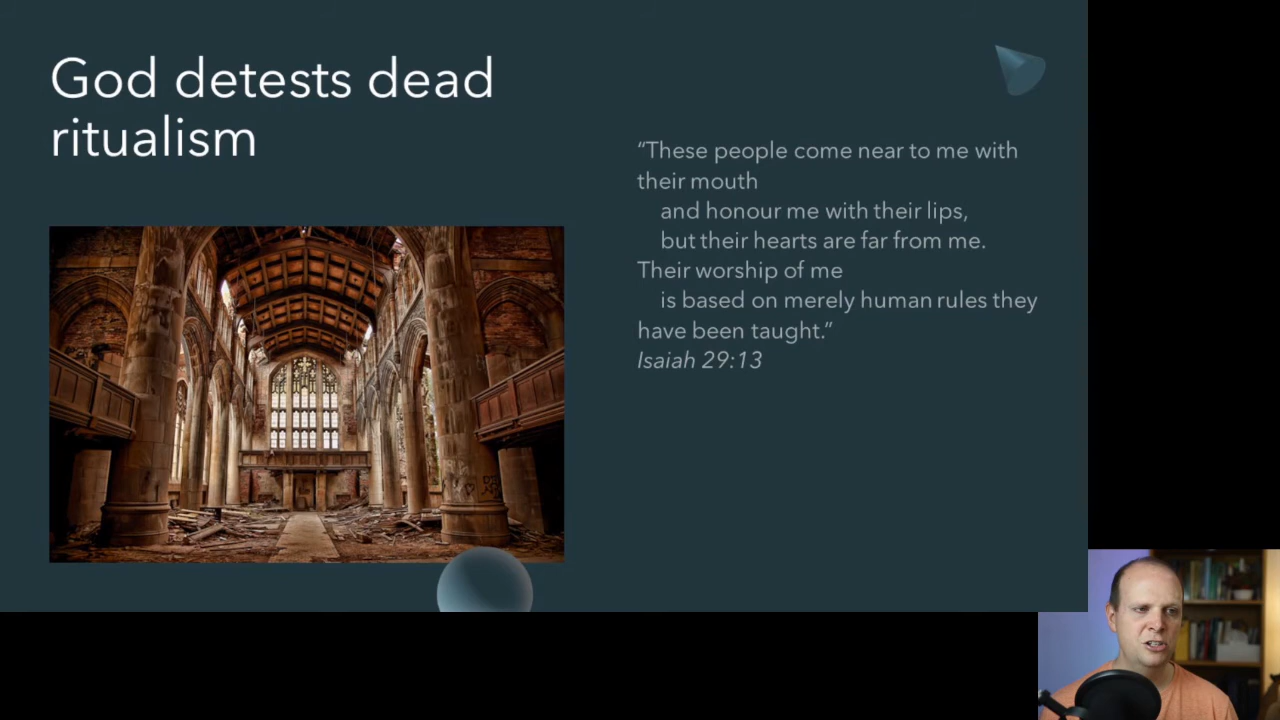 God detests dead
ritualism
“These people come near to me with
their mouth
and honour me with their lips,
but their hearts are far from me.
Their worship of me
is based on merely human rules they
have been taught.”
Isaiah 29:13